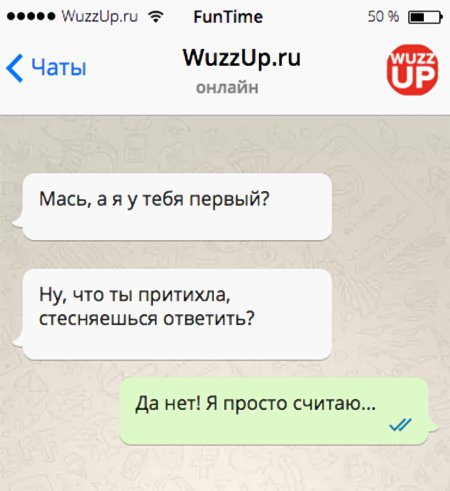 WuzzUp.ru FunTime 50 %
Чаты WuzzUp.ru
онлайн
WUZZ
UP
Мась, а я у тебя первый?
Ну, что ты притихла,
стесняешься ответить?
Да нет! Я просто считаю...